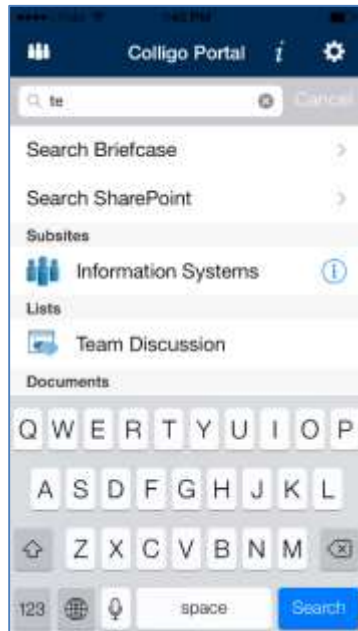 Colligo Portal i
te Cancel
Search Briefcase
Search SharePoint
Subsites
Information Systems i
Lists
Team Discussion
Documents
Q W E R T Y U I O P
A S D F G H J K L
Z X C V B N M
123 space Search